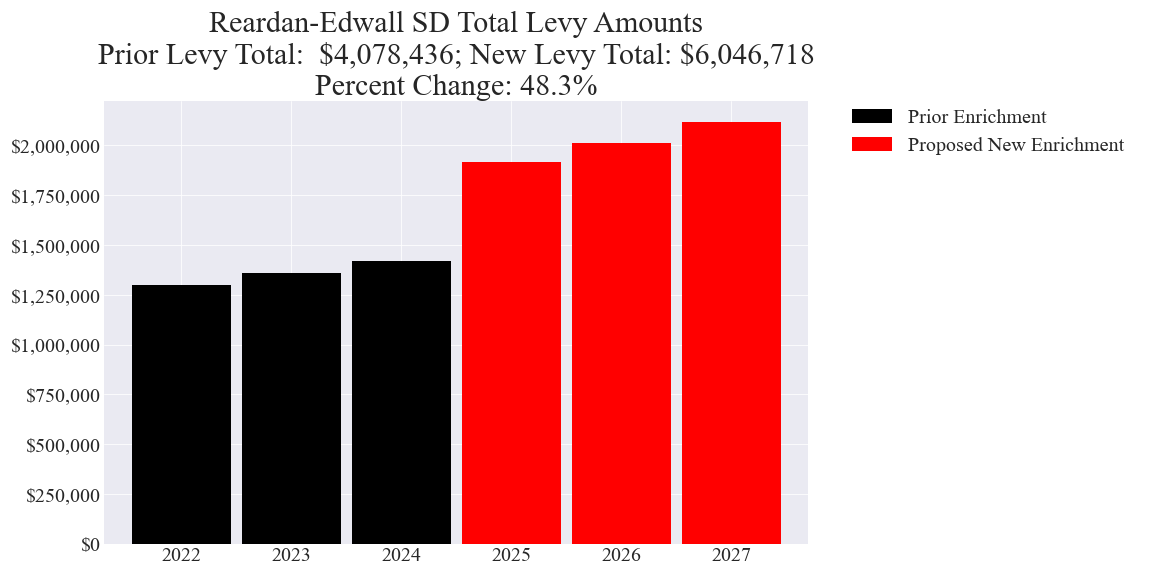 Reardan-Edwall SD Total Levy Amounts
Prior Levy Total:  $4,078,436; New Levy Total: $6,046,718
Percent Change: 48.3%
Prior Enrichment
Proposed New Enrichment
$2,000,000
$1,750,000
$1,500,000
$1,250,000
$1,000,000
$750,000
$500,000
$250,000
$0
2022 2023 2024 2025 2026 2027